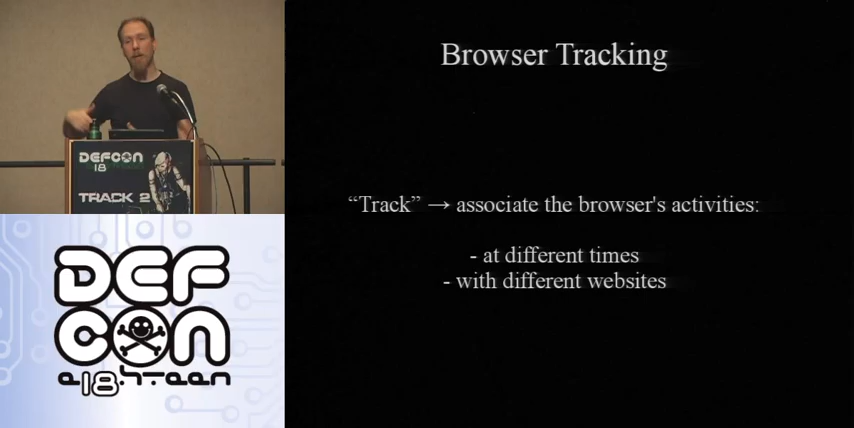 DEFCON
18
TRACK 2
DEF
CON
e18hteen
Browser Tracking
“Track” → associate the browser's activities:
- at different times
- with different websites